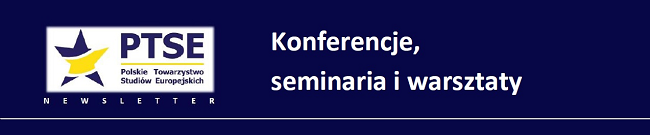 PTSE
Polskie Towarzystwo
Studiów Europejskich
NEWSLETTER
Konferencje,
seminaria i warsztaty